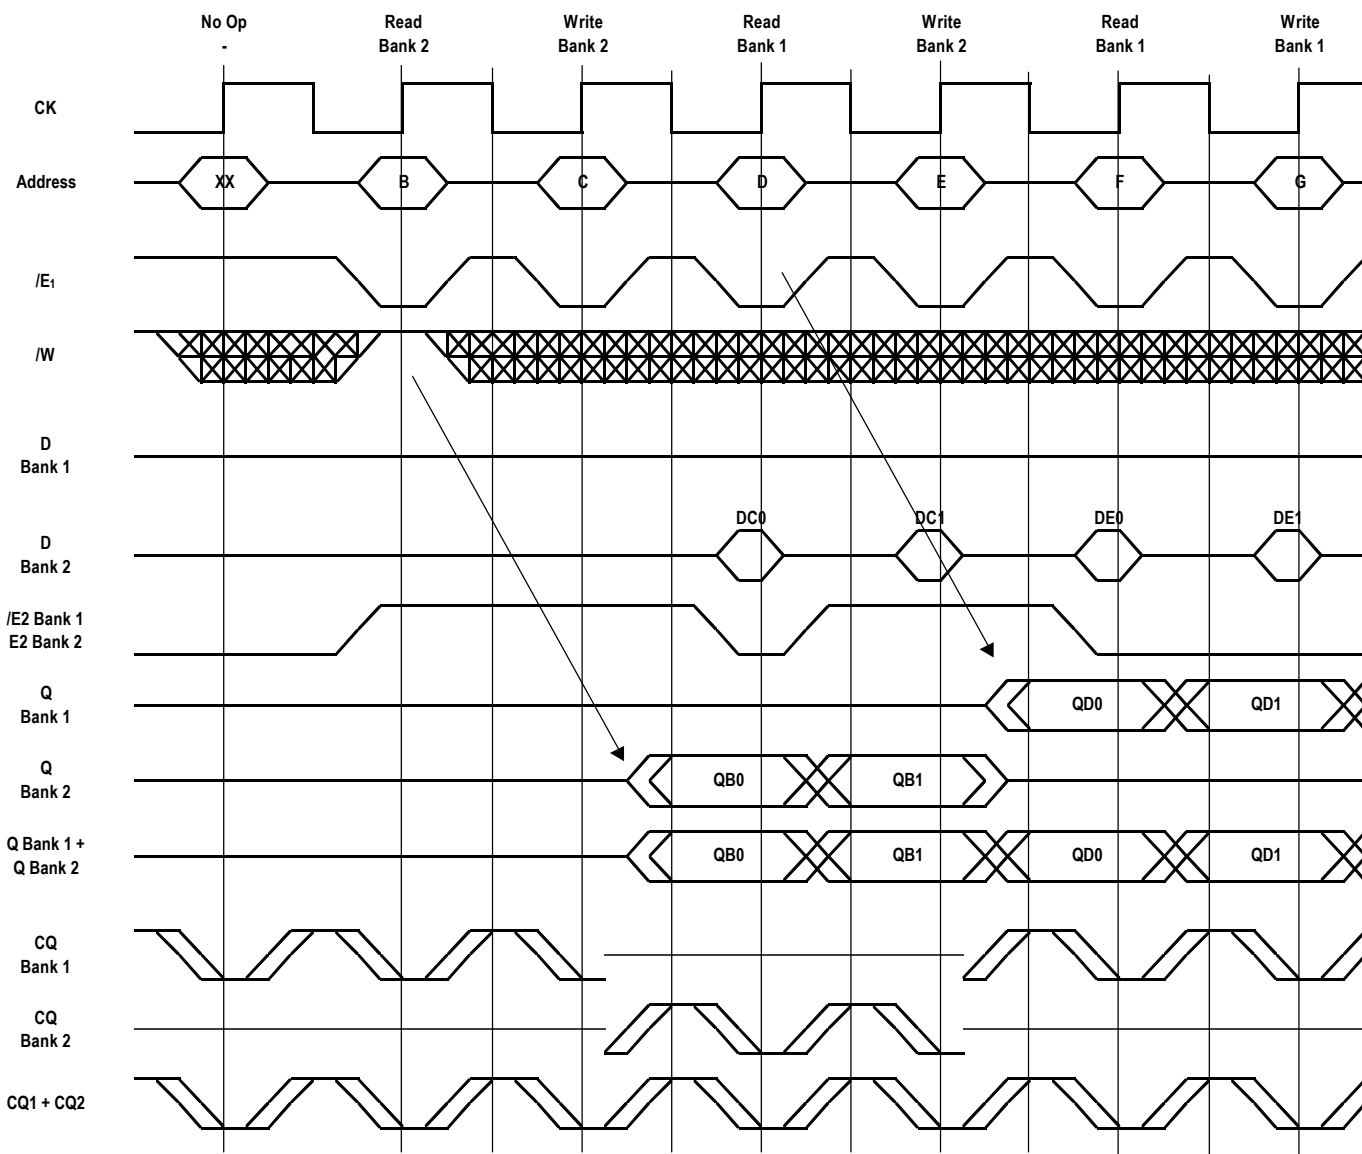 No Op Read Write Read Write Read Write
- Bank 2 Bank 2 Bank 1 Bank 2 Bank 1 Bank 1
CK
Address XX B C D E F G
/E1
/W
D
Bank 1
DC0 DC1 DE0 DE1
D
Bank 2
/E2 Bank 1
E2 Bank 2
Q
Bank 1
QD0 QD1
Q
Bank 2
QB0 QB1
Q Bank 1 +
Q Bank 2
QB0 QB1 QD0 QD1
CQ
Bank 1
CQ
Bank 2
CQ1 + CQ2